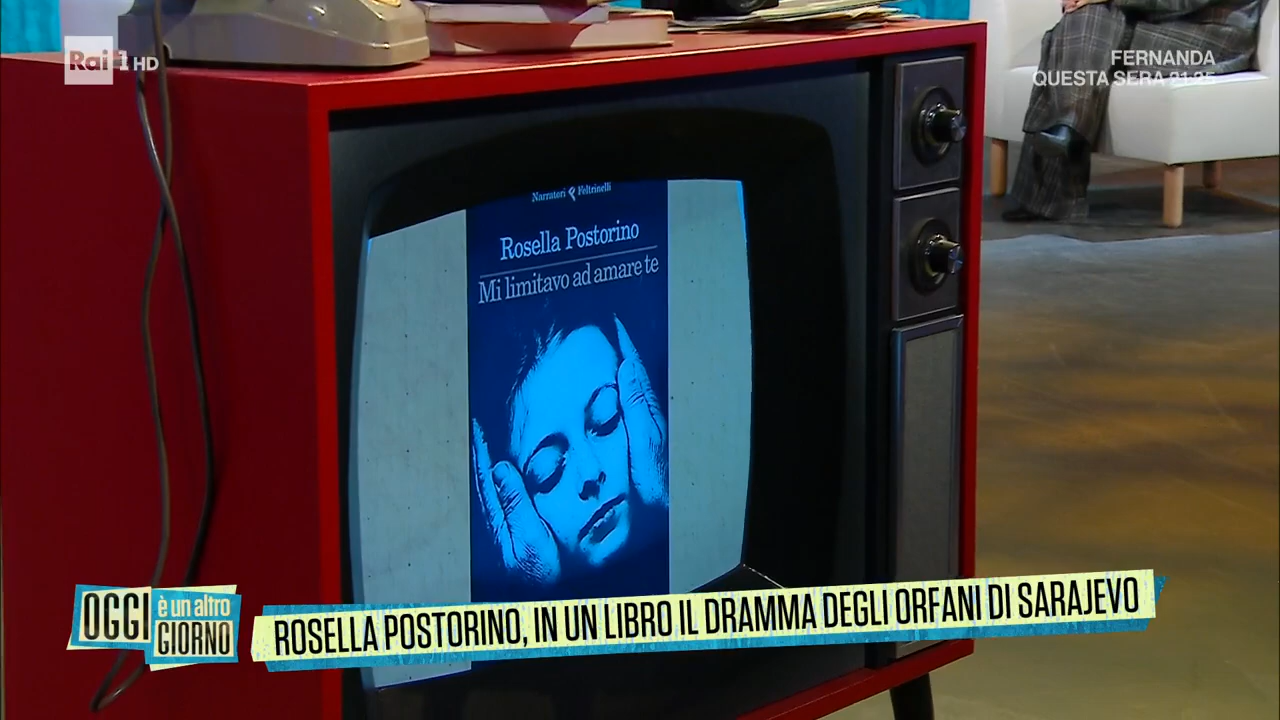 Rai 1 HD
FERNANDA
QUESTA SERA 21:25
Narratori Feltrinelli
Rosella Postorino
Mi limitavo ad amare te
OGGI è un altro GIORNO
ROSELLA POSTORINO, IN UN LIBRO IL DRAMMA DEGLI ORFANI DI SARAJEVO